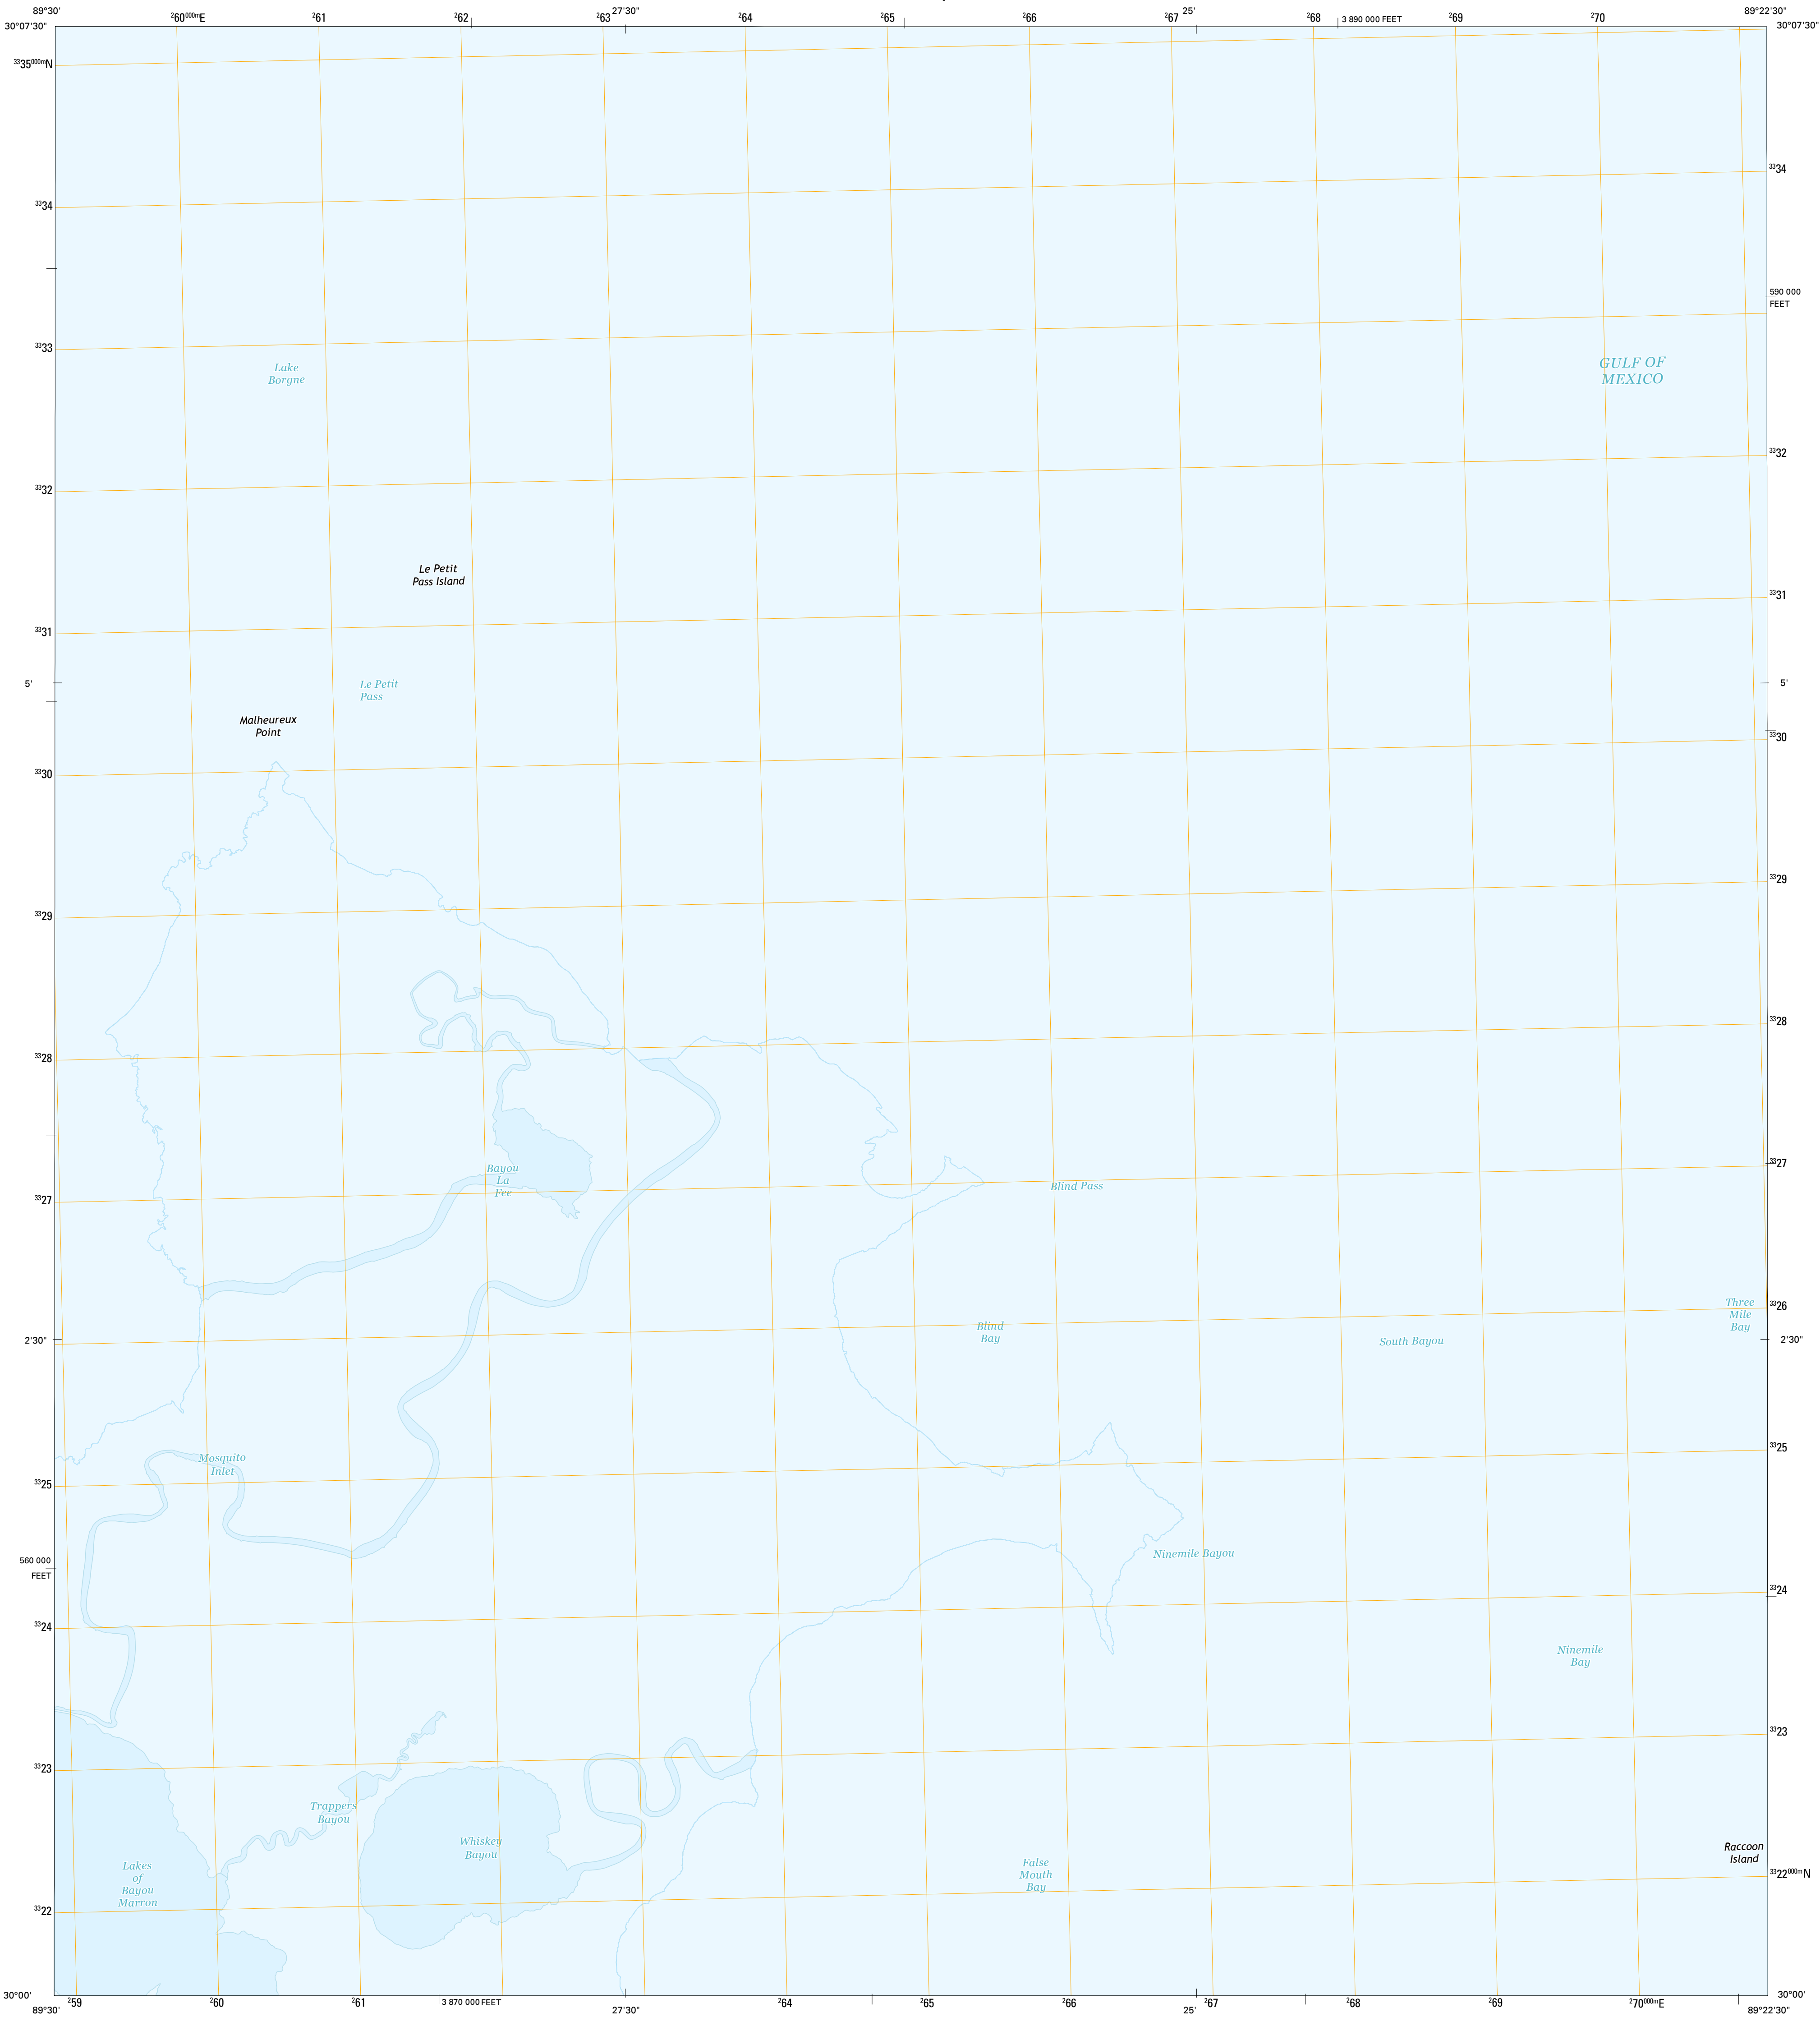 89°30'
²60⁰⁰⁰ᵐE
²61
²62
²63
27'30"
²64
²65
²66
²67
25'
²68
3 890 000 FEET
²69
²70
89°22'30"
30°07'30"
30°07'30"
³³35⁰⁰⁰ᵐN
³³34
³³34
590 000
FEET
³³33
Lake
Borgne
GULF OF
MEXICO
³³32
³³32
Le Petit
Pass Island
³³31
³³31
5'
Le Petit
Pass
5'
Malheureux
Point
³³30
³³30
³³29
³³29
³³28
³³28
³³27
Bayou
La
Fee
Blind Pass
³³27
³³26
Three
Mile
Bay
Blind
Bay
South Bayou
2'30"
2'30"
³³25
Mosquito
Inlet
³³25
560 000
FEET
Ninemile Bayou
³³24
³³24
Ninemile
Bay
³³23
³³23
Trappers
Bayou
Whiskey
Bayou
Raccoon
Island
Lakes
of
Bayou
Marron
False
Mouth
Bay
³³22⁰⁰⁰ᵐN
³³22
30°00'
30°00'
89°30'
²59
²60
²61
3 870 000 FEET
27'30"
²64
²65
²66
25'
²67
²68
²69
²70⁰⁰⁰ᵐE
89°22'30"